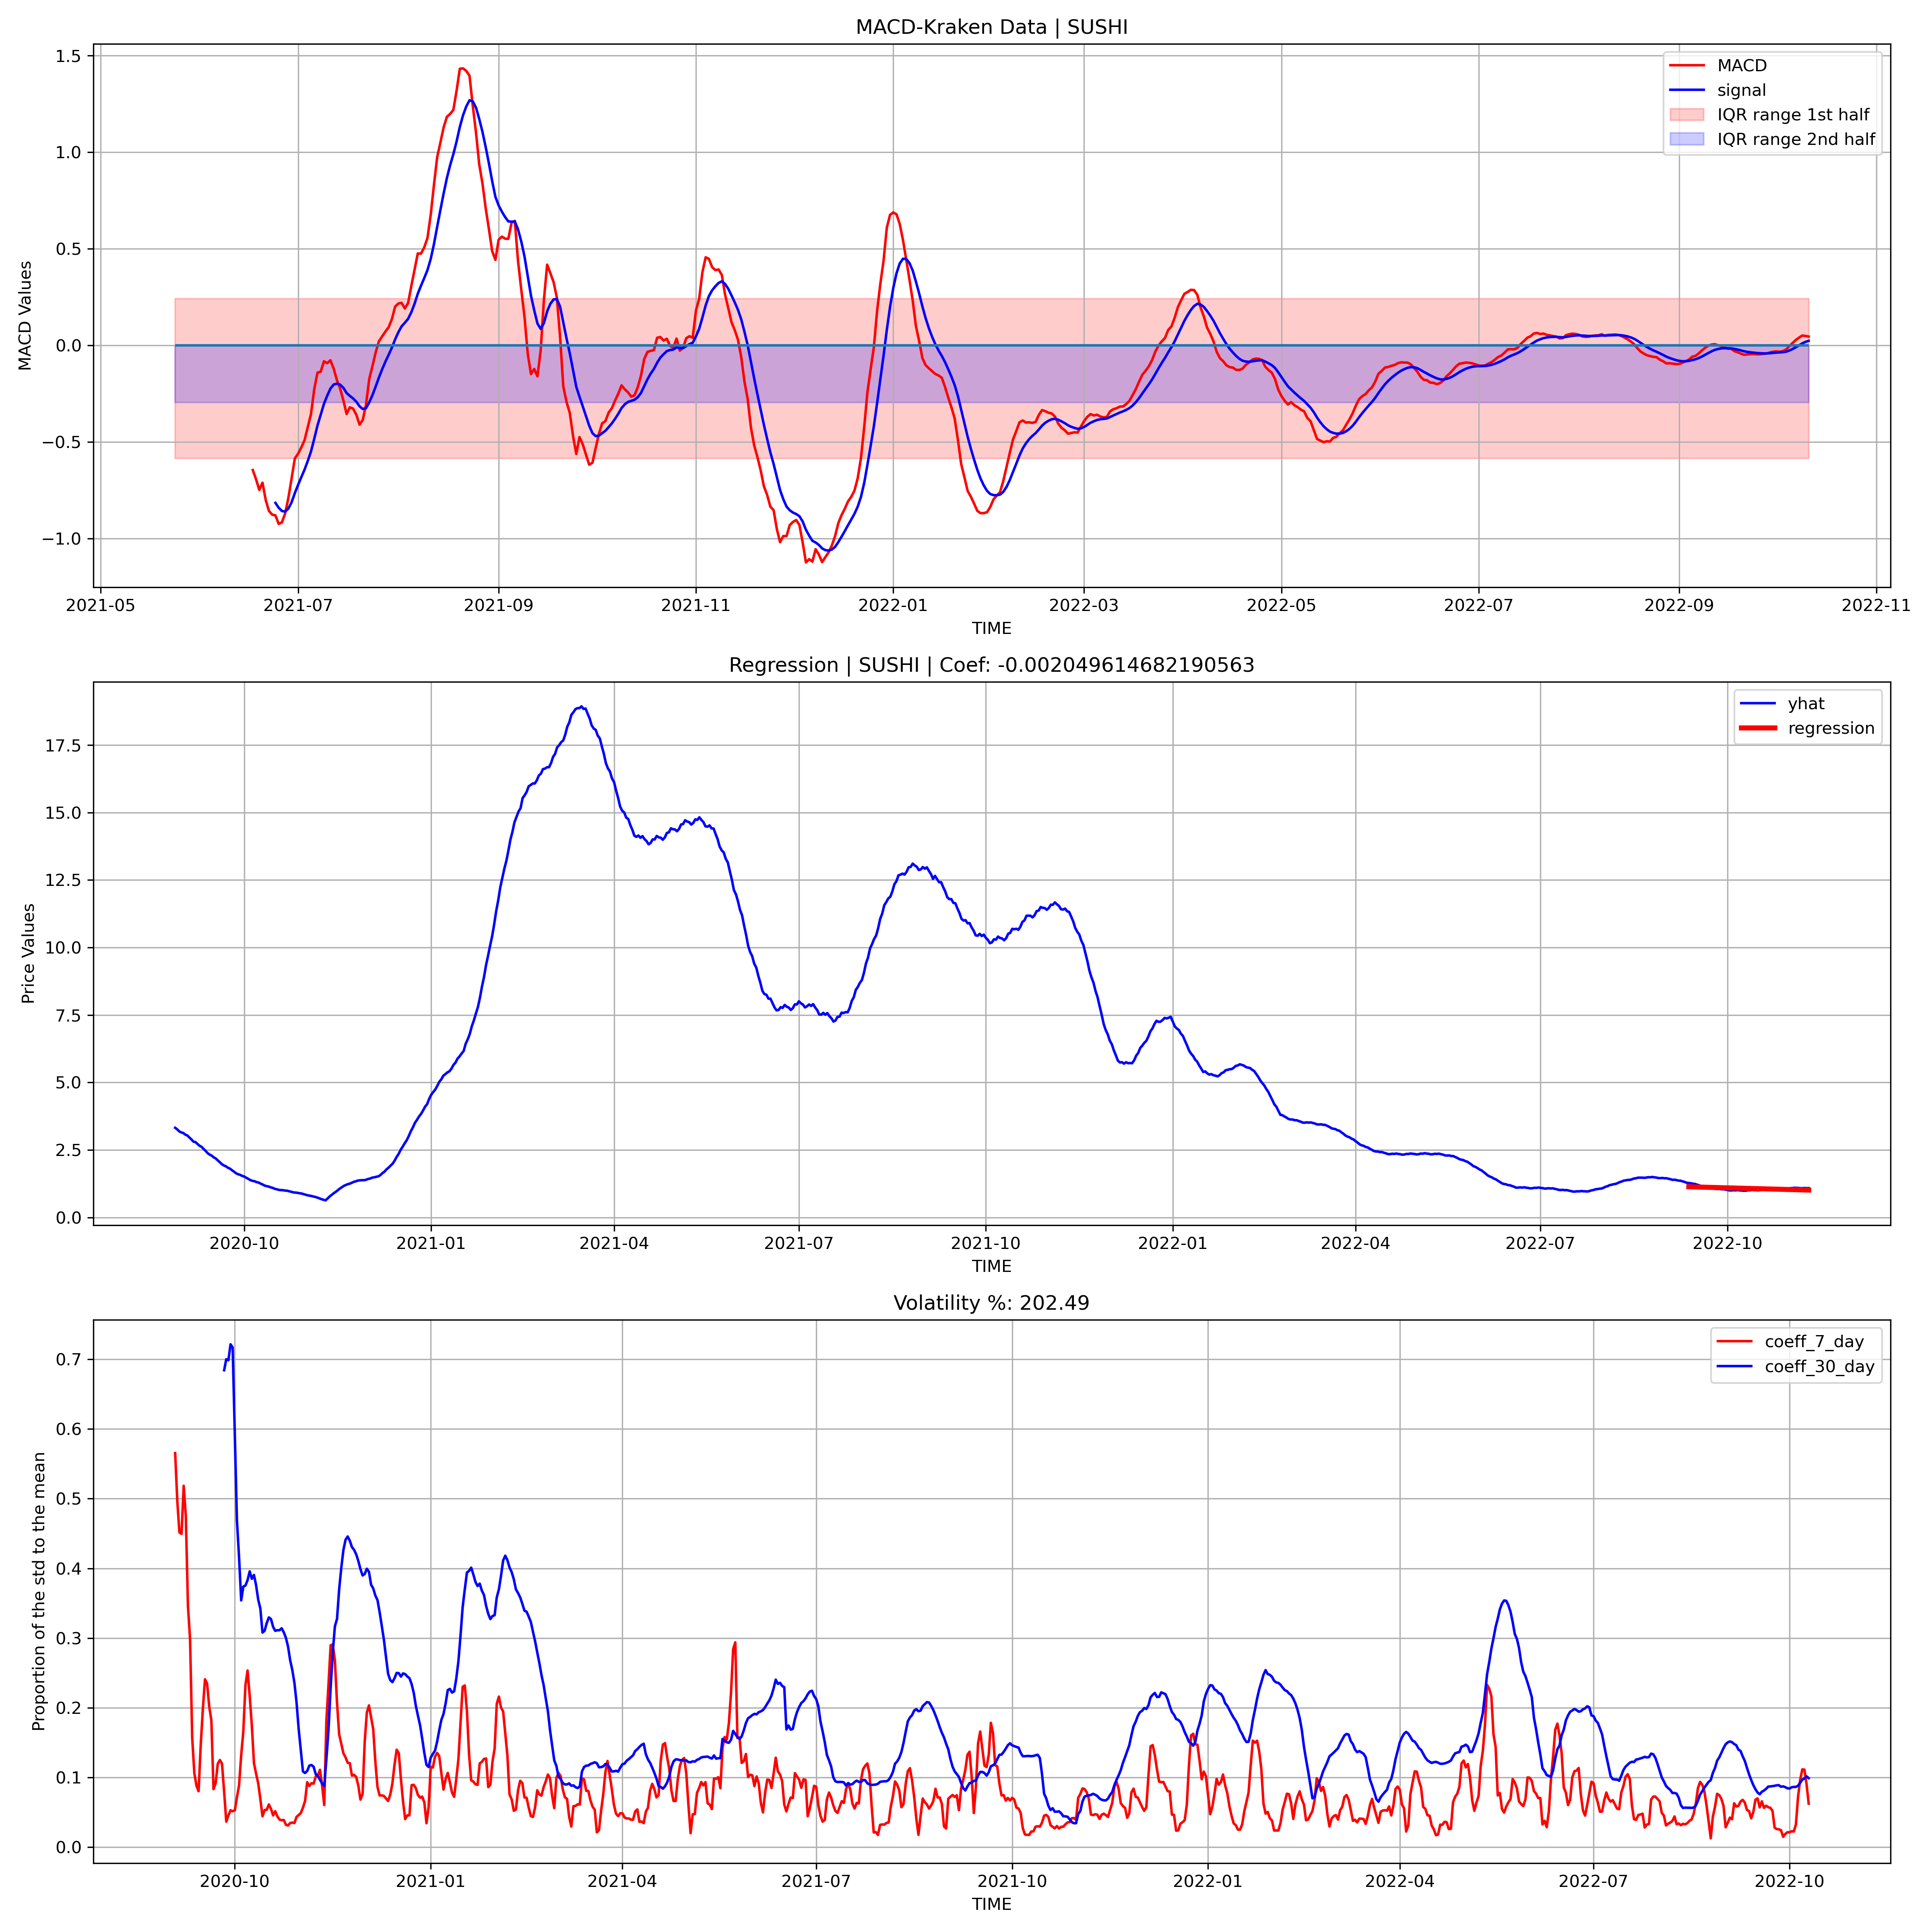 MACD-Kraken Data | SUSHI
MACD Values
1.5
1.0
0.5
0.0
−0.5
−1.0
MACD
signal
IQR range 1st half
IQR range 2nd half
2021-05 2021-07 2021-09 2021-11 2022-01 2022-03 2022-05 2022-07 2022-09 2022-11
TIME
Regression | SUSHI | Coef: -0.002049614682190563
Price Values
17.5
15.0
12.5
10.0
7.5
5.0
2.5
0.0
yhat
regression
2020-10 2021-01 2021-04 2021-07 2021-10 2022-01 2022-04 2022-07 2022-10
TIME
Volatility %: 202.49
Proportion of the std to the mean
0.7
0.6
0.5
0.4
0.3
0.2
0.1
0.0
coeff_7_day
coeff_30_day
2020-10 2021-01 2021-04 2021-07 2021-10 2022-01 2022-04 2022-07 2022-10
TIME